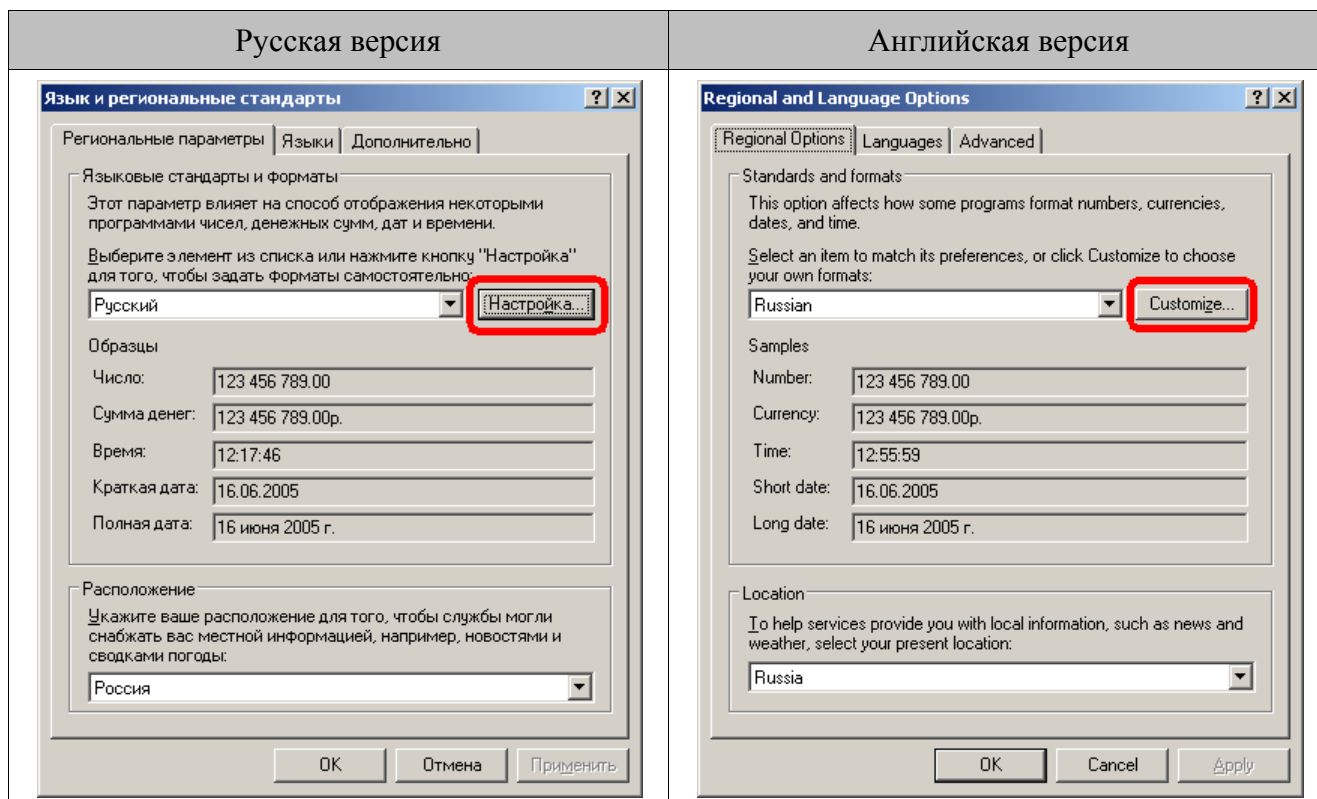 Русская версия
Английская версия
Язык и региональные стандарты
Региональные параметры Языки Дополнительно
Языковые стандарты и форматы
Этот параметр влияет на способ отображения некоторыми
программами чисел, денежных сумм, дат и времени.
Выберите элемент из списка или нажмите кнопку "Настройка"
для того, чтобы задать форматы самостоятельно:
Русский Настройка...
Образцы
Число: 123 456 789.00
Сумма денег: 123 456 789.00р.
Время: 12:17:46
Краткая дата: 16.06.2005
Полная дата: 16 июня 2005 г.
Расположение
Укажите ваше расположение для того, чтобы службы могли
снабжать вас местной информацией, например, новостями и
сводками погоды:
Россия
OK Отмена Применить
Regional and Language Options
Regional Options Languages Advanced
Standards and formats
This option affects how some programs format numbers, currencies,
dates, and time.
Select an item to match its preferences, or click Customize to choose
your own formats:
Russian Customize...
Samples
Number: 123 456 789.00
Currency: 123 456 789.00р.
Time: 12:55:59
Short date: 16.06.2005
Long date: 16 июня 2005 г.
Location
To help services provide you with local information, such as news and
weather, select your present location:
Russia
OK Cancel Apply